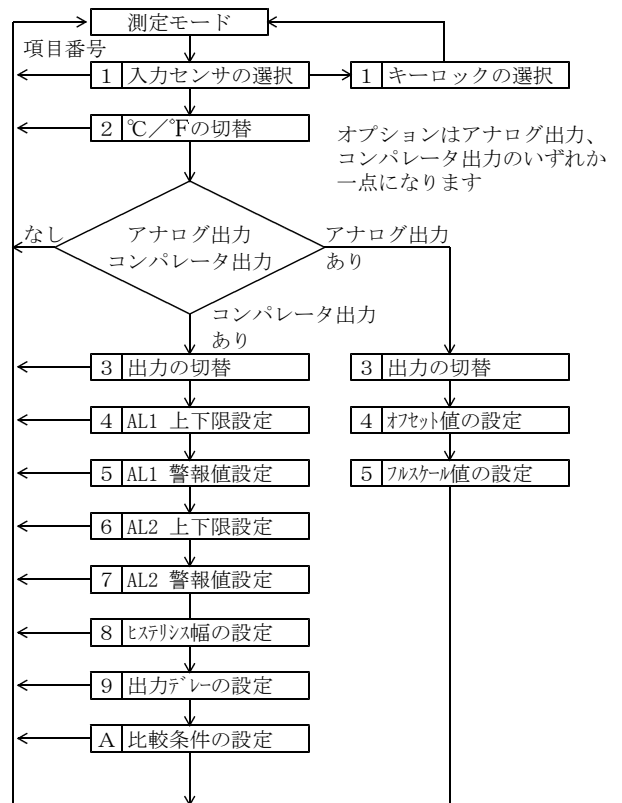 測定モード
項目番号
1 入力センサの選択
1 キーロックの選択
2 ℃／℉の切替
オプションはアナログ出力、
コンパレータ出力のいずれか
一点になります
なし
アナログ出力
コンパレータ出力
アナログ出力
あり
コンパレータ出力
あり
3 出力の切替
3 出力の切替
4 AL1 上下限設定
4 ｵﾌｾｯﾄ値の設定
5 AL1 警報値設定
5 ﾌﾙｽｹｰﾙ値の設定
6 AL2 上下限設定
7 AL2 警報値設定
8 ﾋｽﾃﾘｼｽ幅の設定
9 出力ﾃﾞﾚｰの設定
A 比較条件の設定